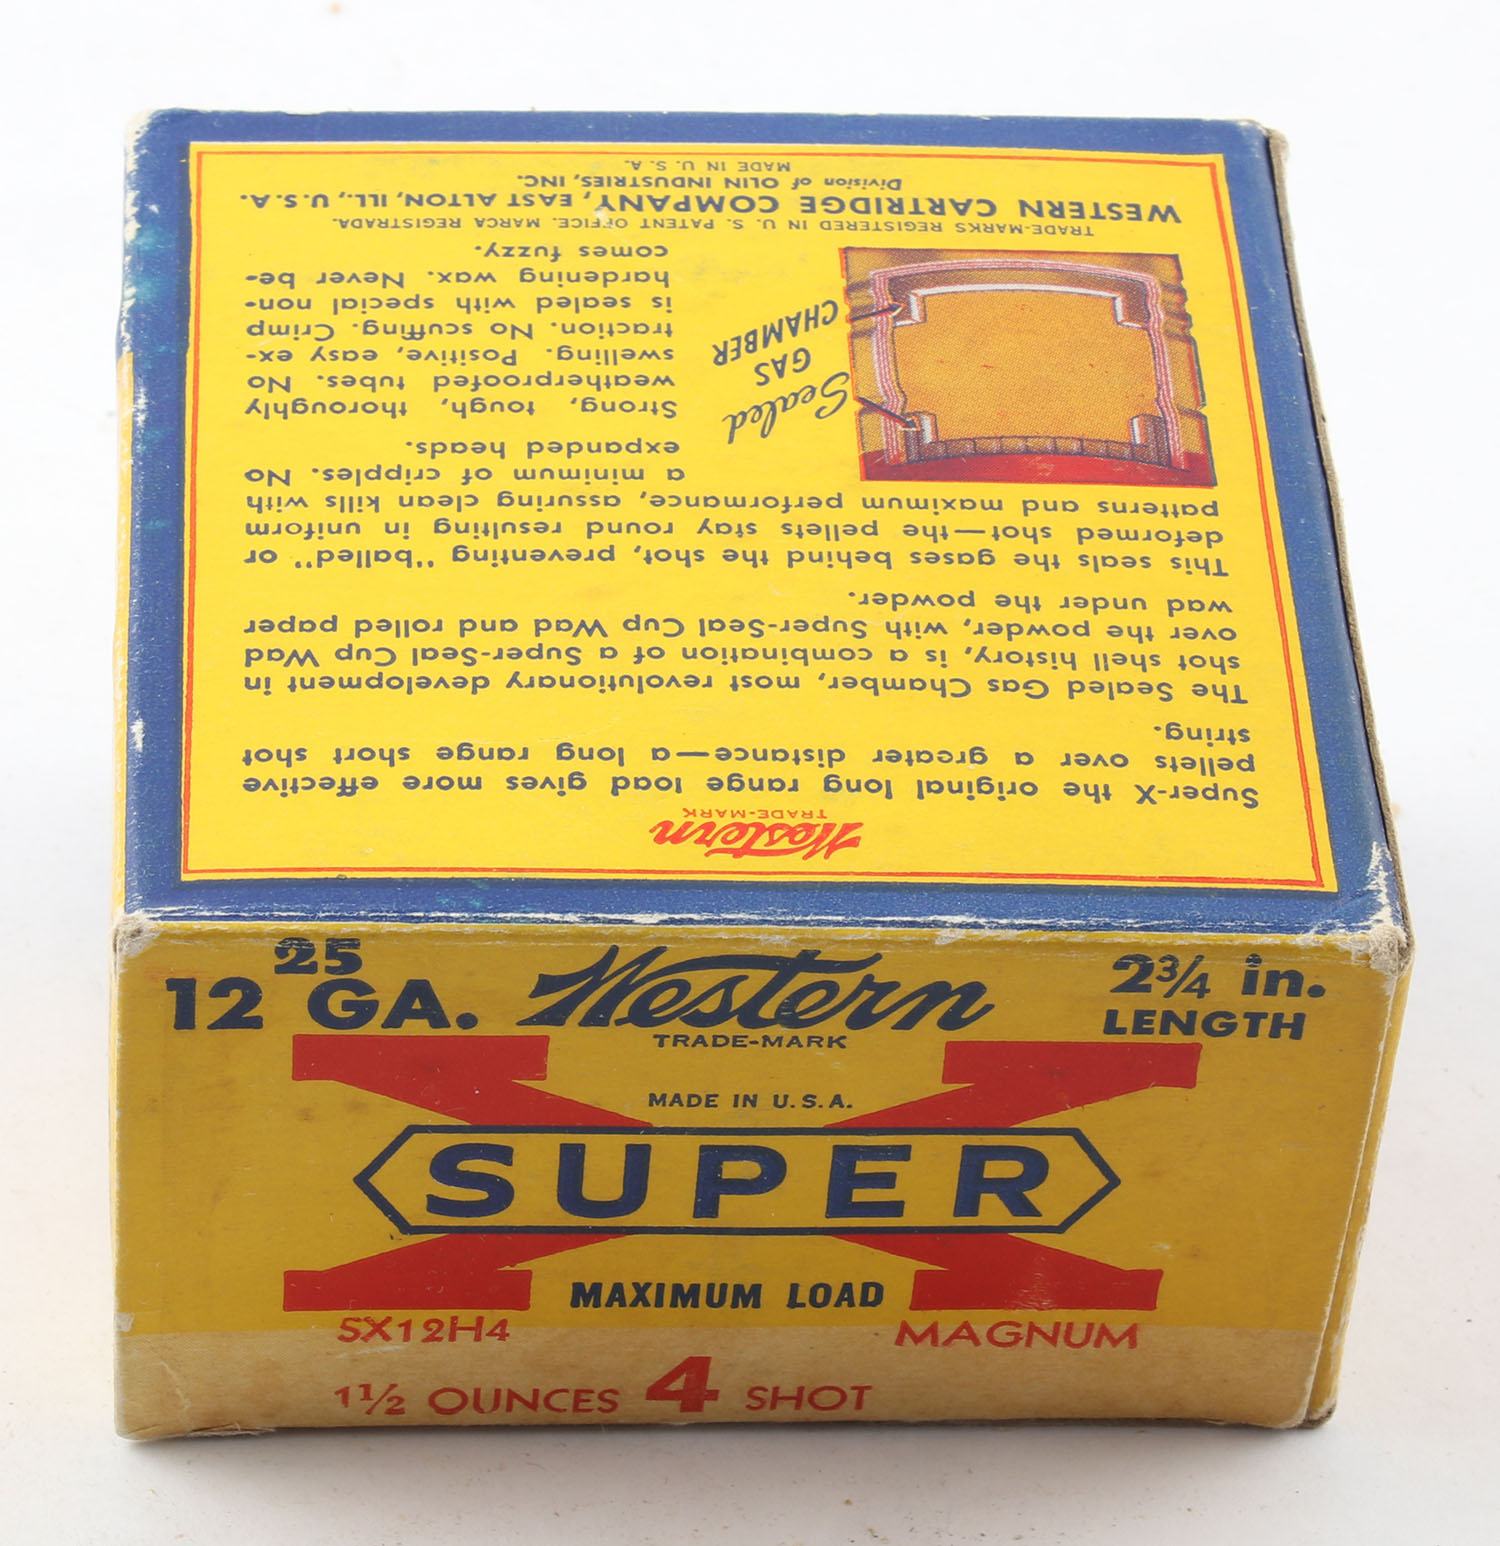 Western
TRADE-MARK
Super-X the original long range load gives more effective
pellets over a greater distance—a long range short shot
string.
The Sealed Gas Chamber, most revolutionary development in
shot shell history, is a combination of a Super-Seal Cup Wad
over the powder, with Super-Seal Cup Wad and rolled paper
wad under the powder.
This seals the gases behind the shot, preventing "balled" or
deformed shot—the pellets stay round resulting in uniform
patterns and maximum performance, assuring clean kills with
a minimum of cripples. No
expanded heads.
Strong, tough, thoroughly
weatherproofed tubes. No
swelling. Positive, easy ex-
traction. No scuffing. Crimp
is sealed with special non-
hardening wax. Never be-
comes fuzzy.
Sealed
GAS
CHAMBER
TRADE-MARKS REGISTERED IN U. S. PATENT OFFICE. MARCA REGISTRADA.
WESTERN CARTRIDGE COMPANY, EAST ALTON, ILL., U.S.A.
Division of OLIN INDUSTRIES, INC.
MADE IN U. S. A.
25
12 GA.
Western
TRADE-MARK
2¾ in.
LENGTH
MADE IN U.S.A.
X
SUPER
MAXIMUM LOAD
SX12H4
MAGNUM
1½ OUNCES 4 SHOT